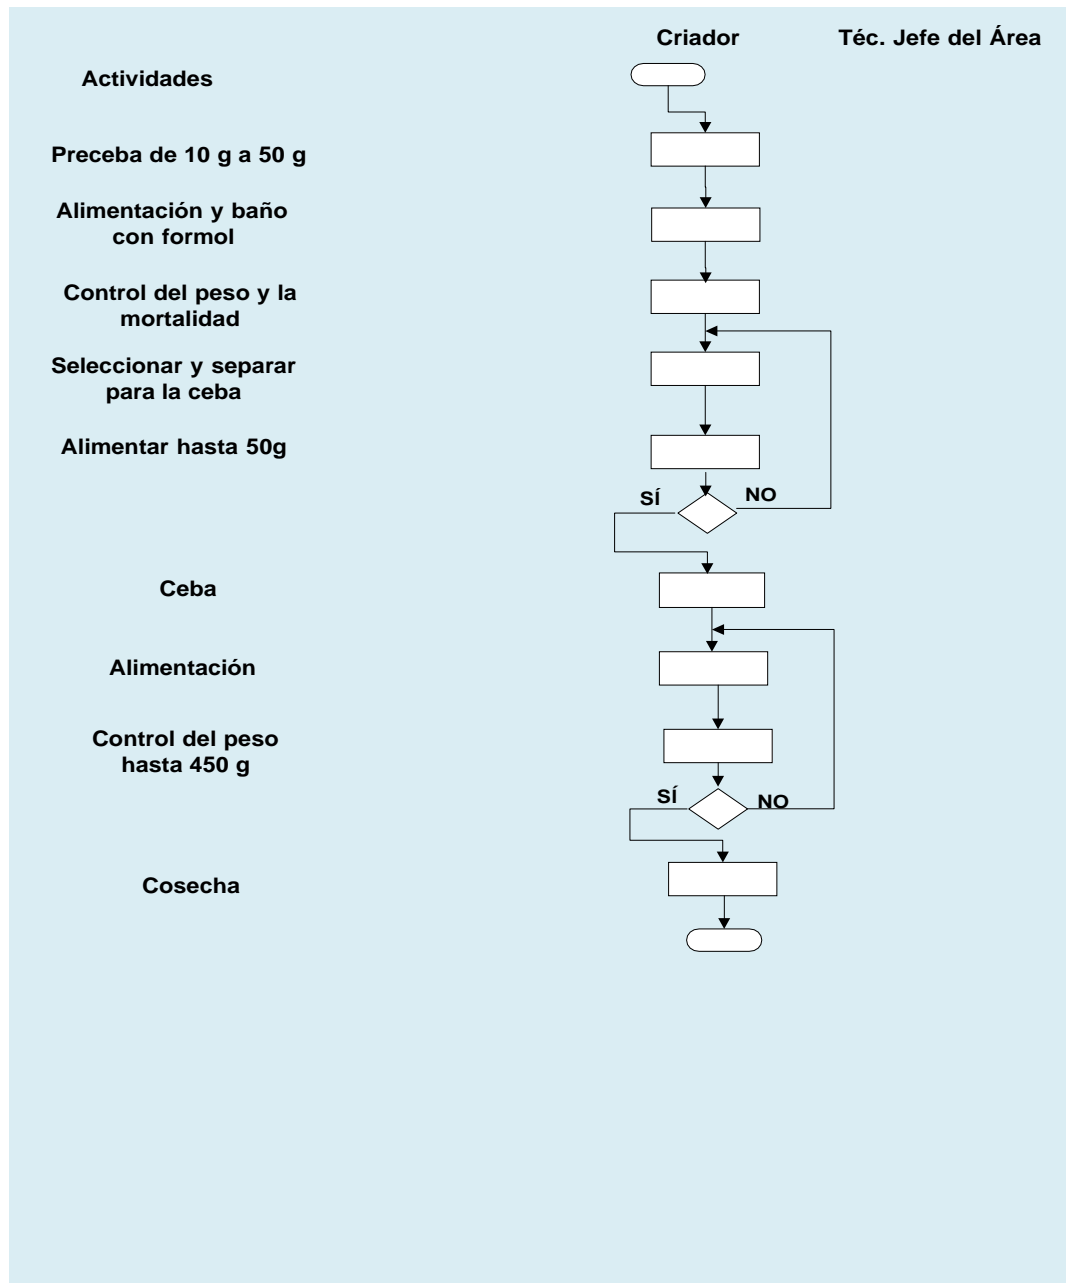 Criador
Téc. Jefe del Área
Actividades
Preceba de 10 g a 50 g
Alimentación y baño
con formol
Control del peso y la
mortalidad
Seleccionar y separar
para la ceba
Alimentar hasta 50g
SÍ
NO
Ceba
Alimentación
Control del peso
hasta 450 g
SÍ
NO
Cosecha